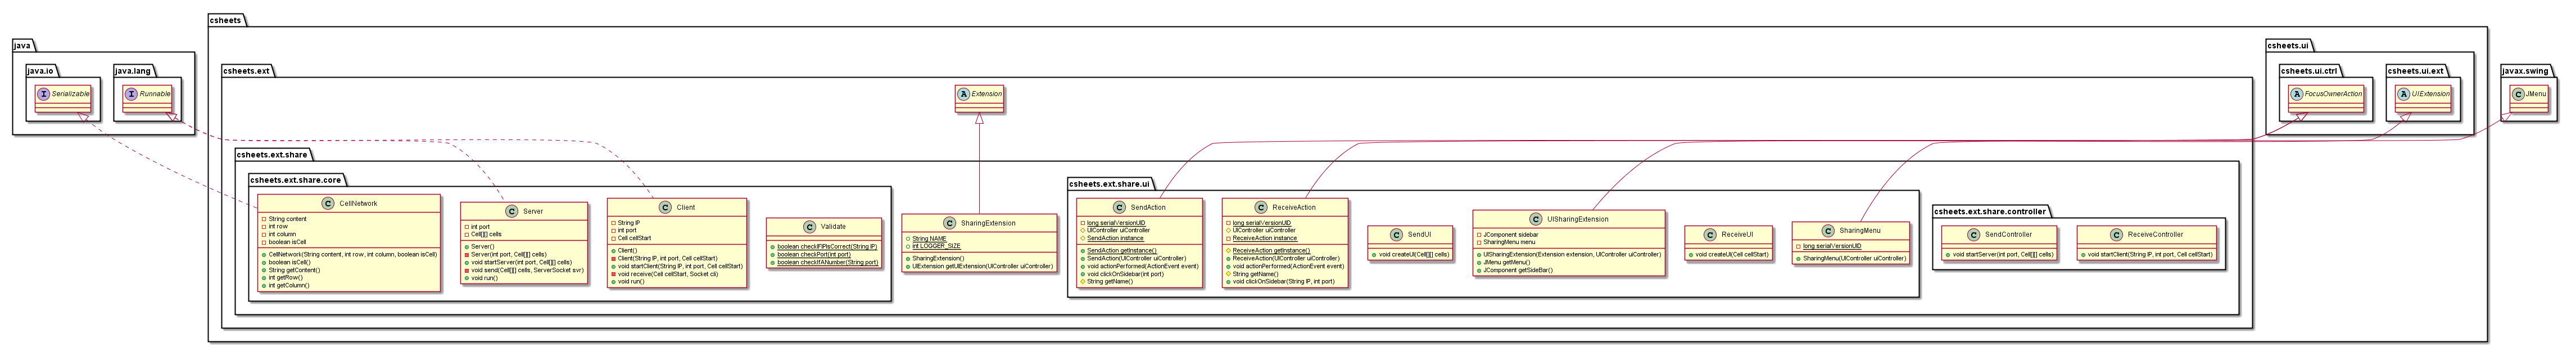 csheets
java
java.io
I Serializable
java.lang
I Runnable
csheets.ext
A Extension
csheets.ui
csheets.ui.ctrl
A FocusOwnerAction
csheets.ui.ext
A UIExtension
javax.swing
C JMenu
csheets.ext.share
csheets.ext.share.core
C CellNetwork
String content
int row
int column
boolean isCell
CellNetwork(String content, int row, int column, boolean isCell)
boolean isCell()
String getContent()
int getRow()
int getColumn()
C Server
int port
Cell[][] cells
Server()
Server(int port, Cell[][] cells)
void startServer(int port, Cell[][] cells)
void send(Cell[][] cells, ServerSocket svr)
void run()
C Client
String IP
int port
Cell cellStart
Client()
Client(String IP, int port, Cell cellStart)
void startClient(String IP, int port, Cell cellStart)
void receive(Cell cellStart, Socket cli)
void run()
C Validate
boolean checkIFIPIsCorrect(String IP)
boolean checkPort(int port)
boolean checkIfANumber(String port)
C SharingExtension
String NAME
int LOGGER_SIZE
SharingExtension()
UIExtension getUIExtension(UIController uiController)
csheets.ext.share.ui
C SendAction
long serialVersionUID
UIController uiController
SendAction instance
SendAction getInstance()
SendAction(UIController uiController)
void actionPerformed(ActionEvent event)
void clickOnSidebar(int port)
String getName()
C ReceiveAction
long serialVersionUID
UIController uiController
ReceiveAction instance
ReceiveAction getInstance()
ReceiveAction(UIController uiController)
void actionPerformed(ActionEvent event)
String getName()
void clickOnSidebar(String IP, int port)
C SendUI
void createUI(Cell[][] cells)
C UISharingExtension
JComponent sidebar
SharingMenu menu
UISharingExtension(Extension extension, UIController uiController)
JMenu getMenu()
JComponent getSideBar()
C ReceiveUI
void createUI(Cell cellStart)
C SharingMenu
long serialVersionUID
SharingMenu(UIController uiController)
csheets.ext.share.controller
C SendController
void startServer(int port, Cell[][] cells)
C ReceiveController
void startClient(String IP, int port, Cell cellStart)